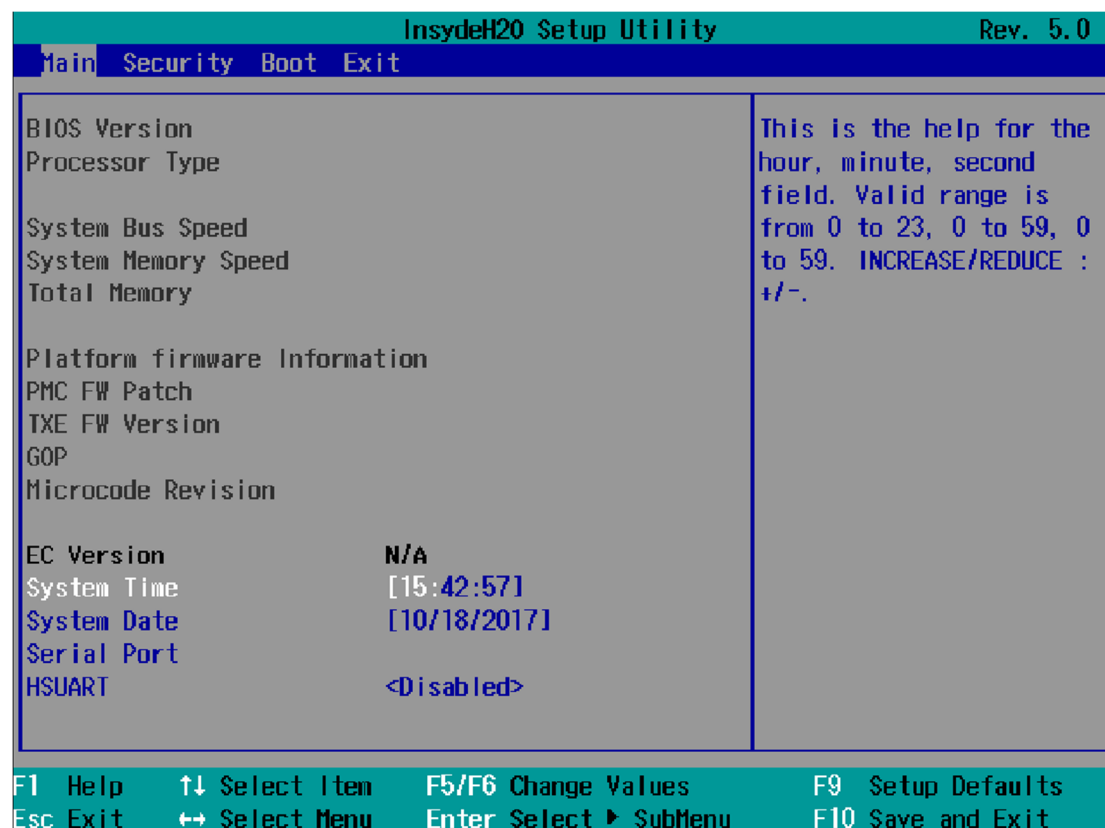 InsydeH20 Setup Utility Rev. 5.0
Main Security Boot Exit
BIOS Version
Processor Type
System Bus Speed
System Memory Speed
Total Memory
Platform firmware Information
PMC FW Patch
TXE FW Version
GOP
Microcode Revision
EC Version N/A
System Time [15:42:57]
System Date [10/18/2017]
Serial Port
HSUART <Disabled>
This is the help for the
hour, minute, second
field. Valid range is
from 0 to 23, 0 to 59, 0
to 59. INCREASE/REDUCE :
+/-.
F1 Help ↑↓ Select Item F5/F6 Change Values F9 Setup Defaults
Esc Exit ↔ Select Menu Enter Select ▶ SubMenu F10 Save and Exit